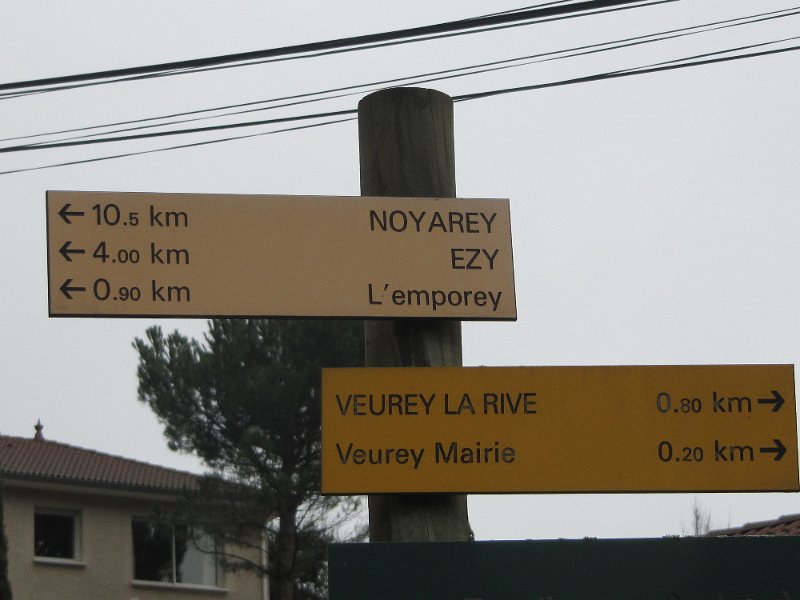 ← 10.5 km NOYAREY
← 4.00 km EZY
← 0.90 km L'emporey
VEUREY LA RIVE 0.80 km →
Veurey Mairie 0.20 km →